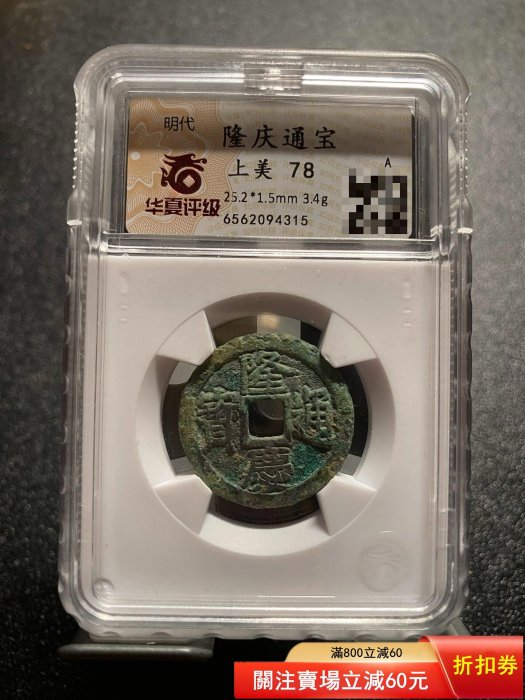 明代
隆庆通宝
上美 78
A
华夏评级
25.2*1.5mm 3.4g
6562094315
隆慶通寶
滿800立減60
關注賣場立減60元
折扣券